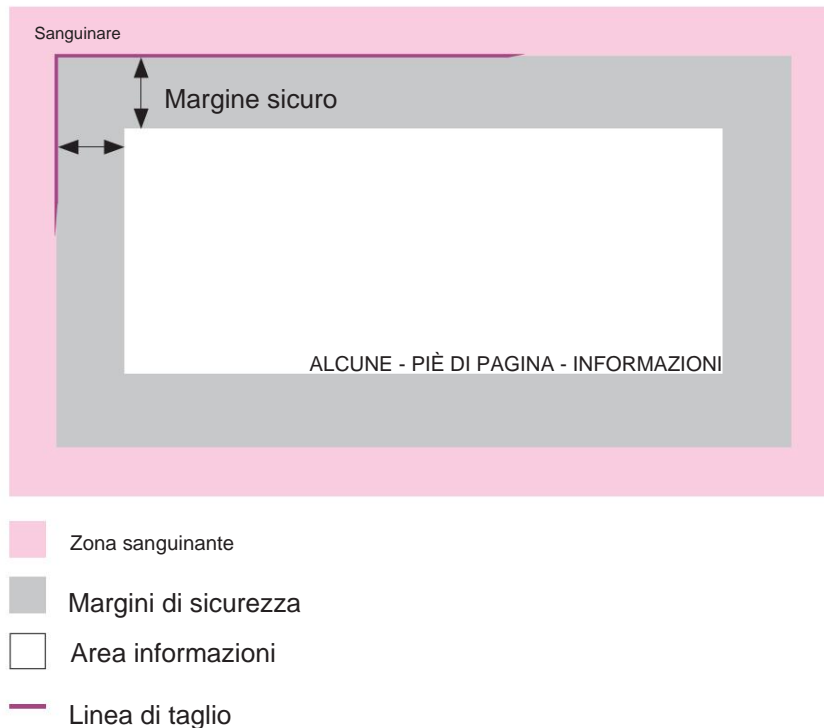 Sanguinare
Margine sicuro
ALCUNE - PIÈ DI PAGINA - INFORMAZIONI
Zona sanguinante
Margini di sicurezza
Area informazioni
Linea di taglio